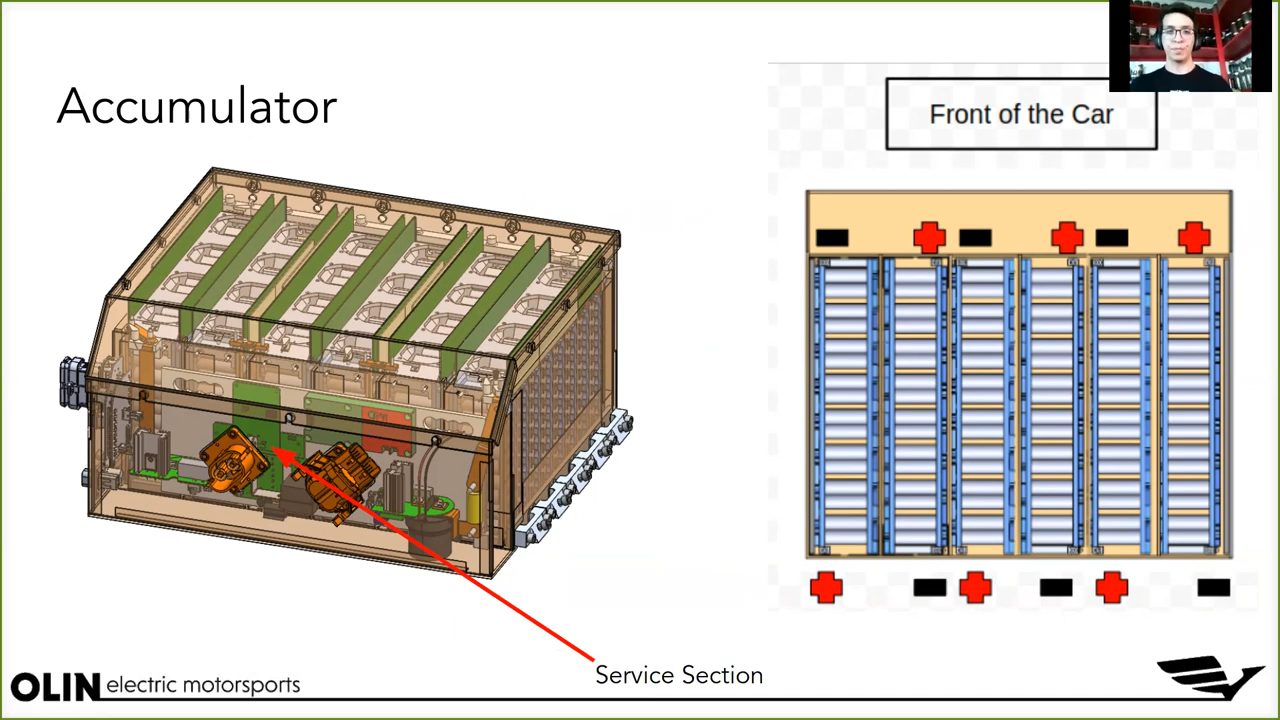 Accumulator
Front of the Car
Service Section
OLIN electric motorsports